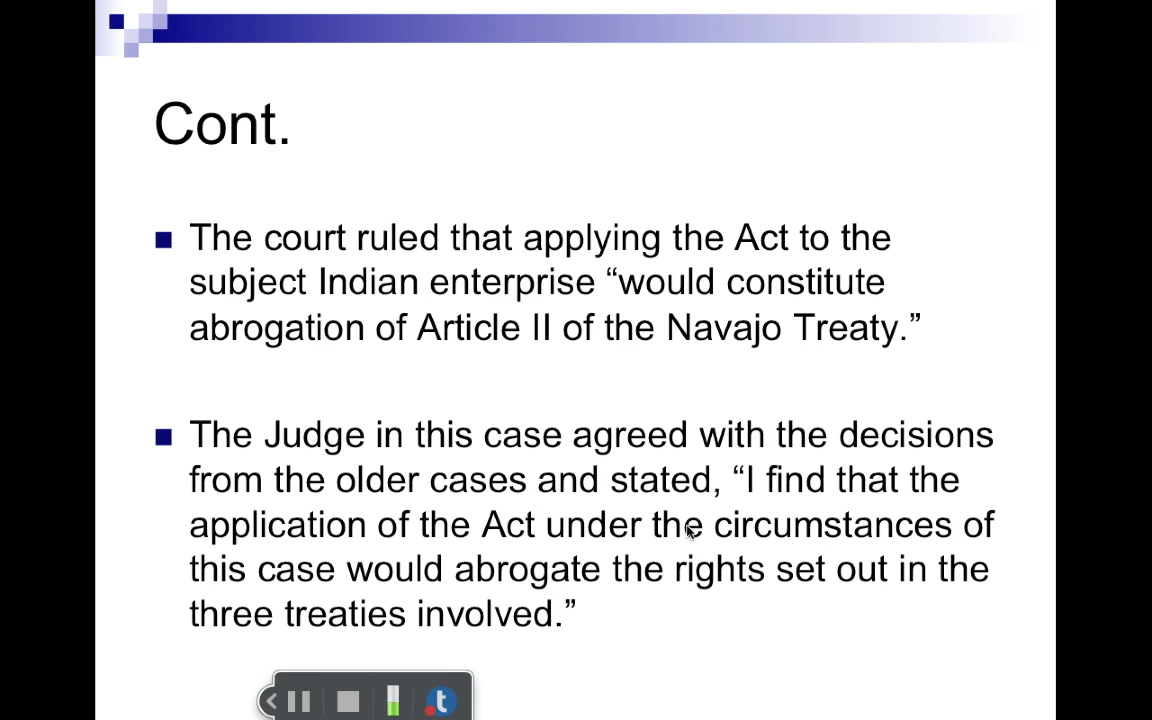 Cont.
The court ruled that applying the Act to the
subject Indian enterprise “would constitute
abrogation of Article II of the Navajo Treaty.”
The Judge in this case agreed with the decisions
from the older cases and stated, “I find that the
application of the Act under the circumstances of
this case would abrogate the rights set out in the
three treaties involved.”
t